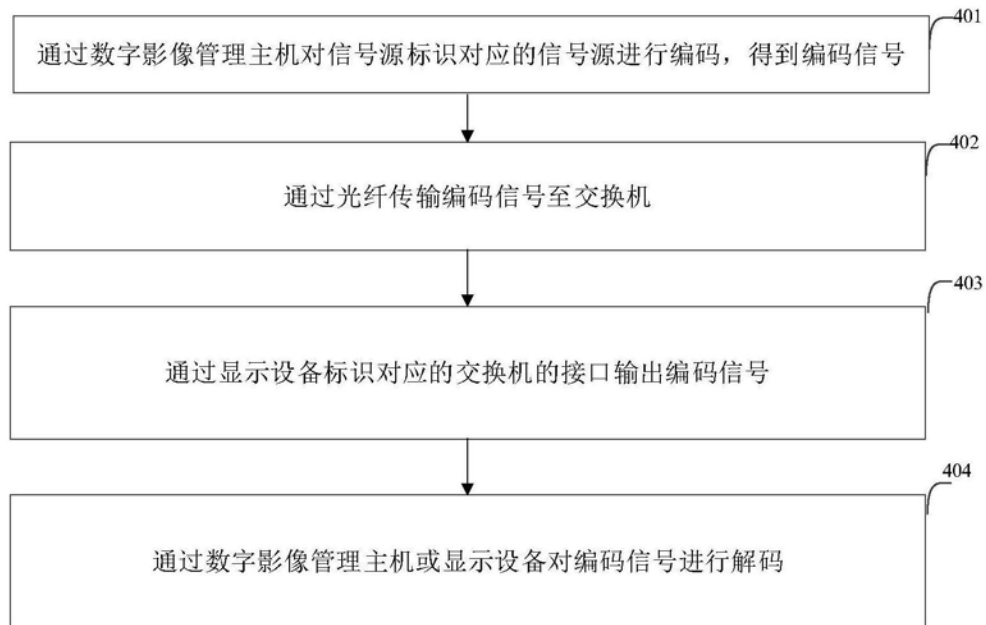 401
通过数字影像管理主机对信号源标识对应的信号源进行编码，得到编码信号
402
通过光纤传输编码信号至交换机
403
通过显示设备标识对应的交换机的接口输出编码信号
404
通过数字影像管理主机或显示设备对编码信号进行解码